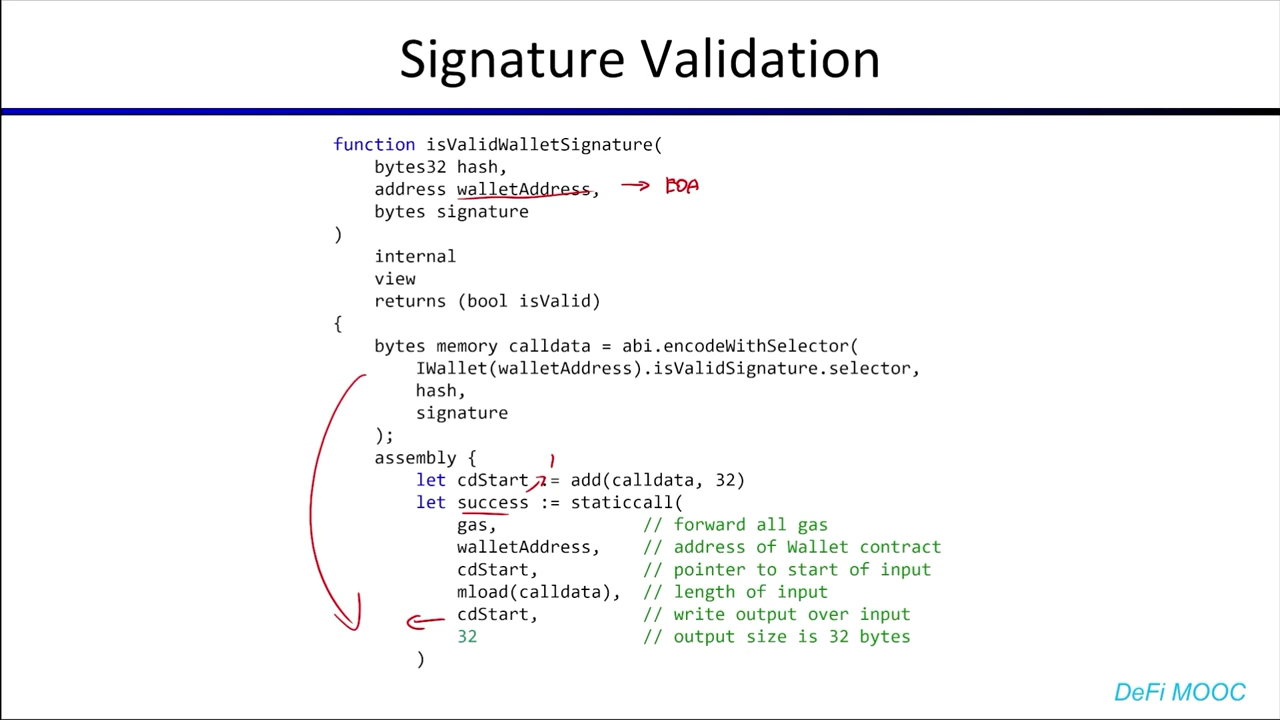 Signature Validation
function isValidWalletSignature(
bytes32 hash,
address walletAddress, → EOA
bytes signature
)
internal
view
returns (bool isValid)
{
bytes memory calldata = abi.encodeWithSelector(
IWallet(walletAddress).isValidSignature.selector,
hash,
signature
);
assembly {
1
let cdStart := add(calldata, 32)
let success := staticcall(
gas, // forward all gas
walletAddress, // address of Wallet contract
cdStart, // pointer to start of input
mload(calldata), // length of input
cdStart, // write output over input
32 // output size is 32 bytes
)
DeFi MOOC